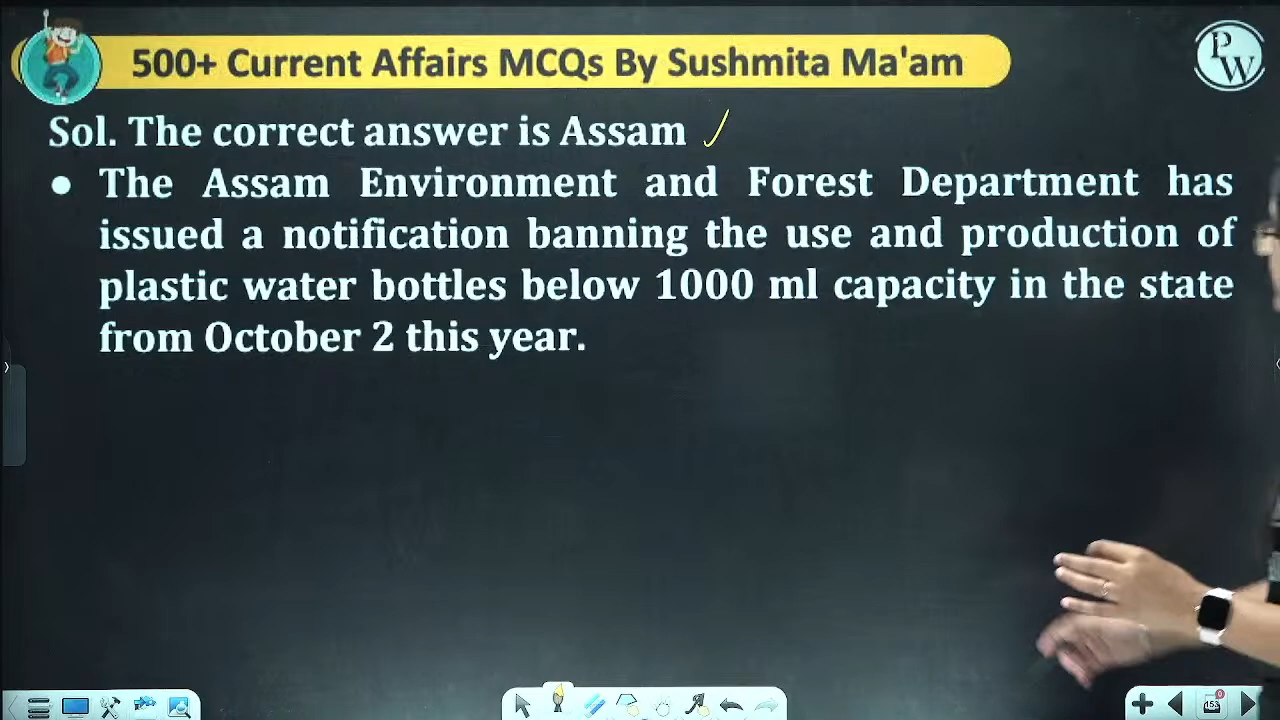 500+ Current Affairs MCQs By Sushmita Ma'am
PW
Sol. The correct answer is Assam
● The Assam Environment and Forest Department has
issued a notification banning the use and production of
plastic water bottles below 1000 ml capacity in the state
from October 2 this year.